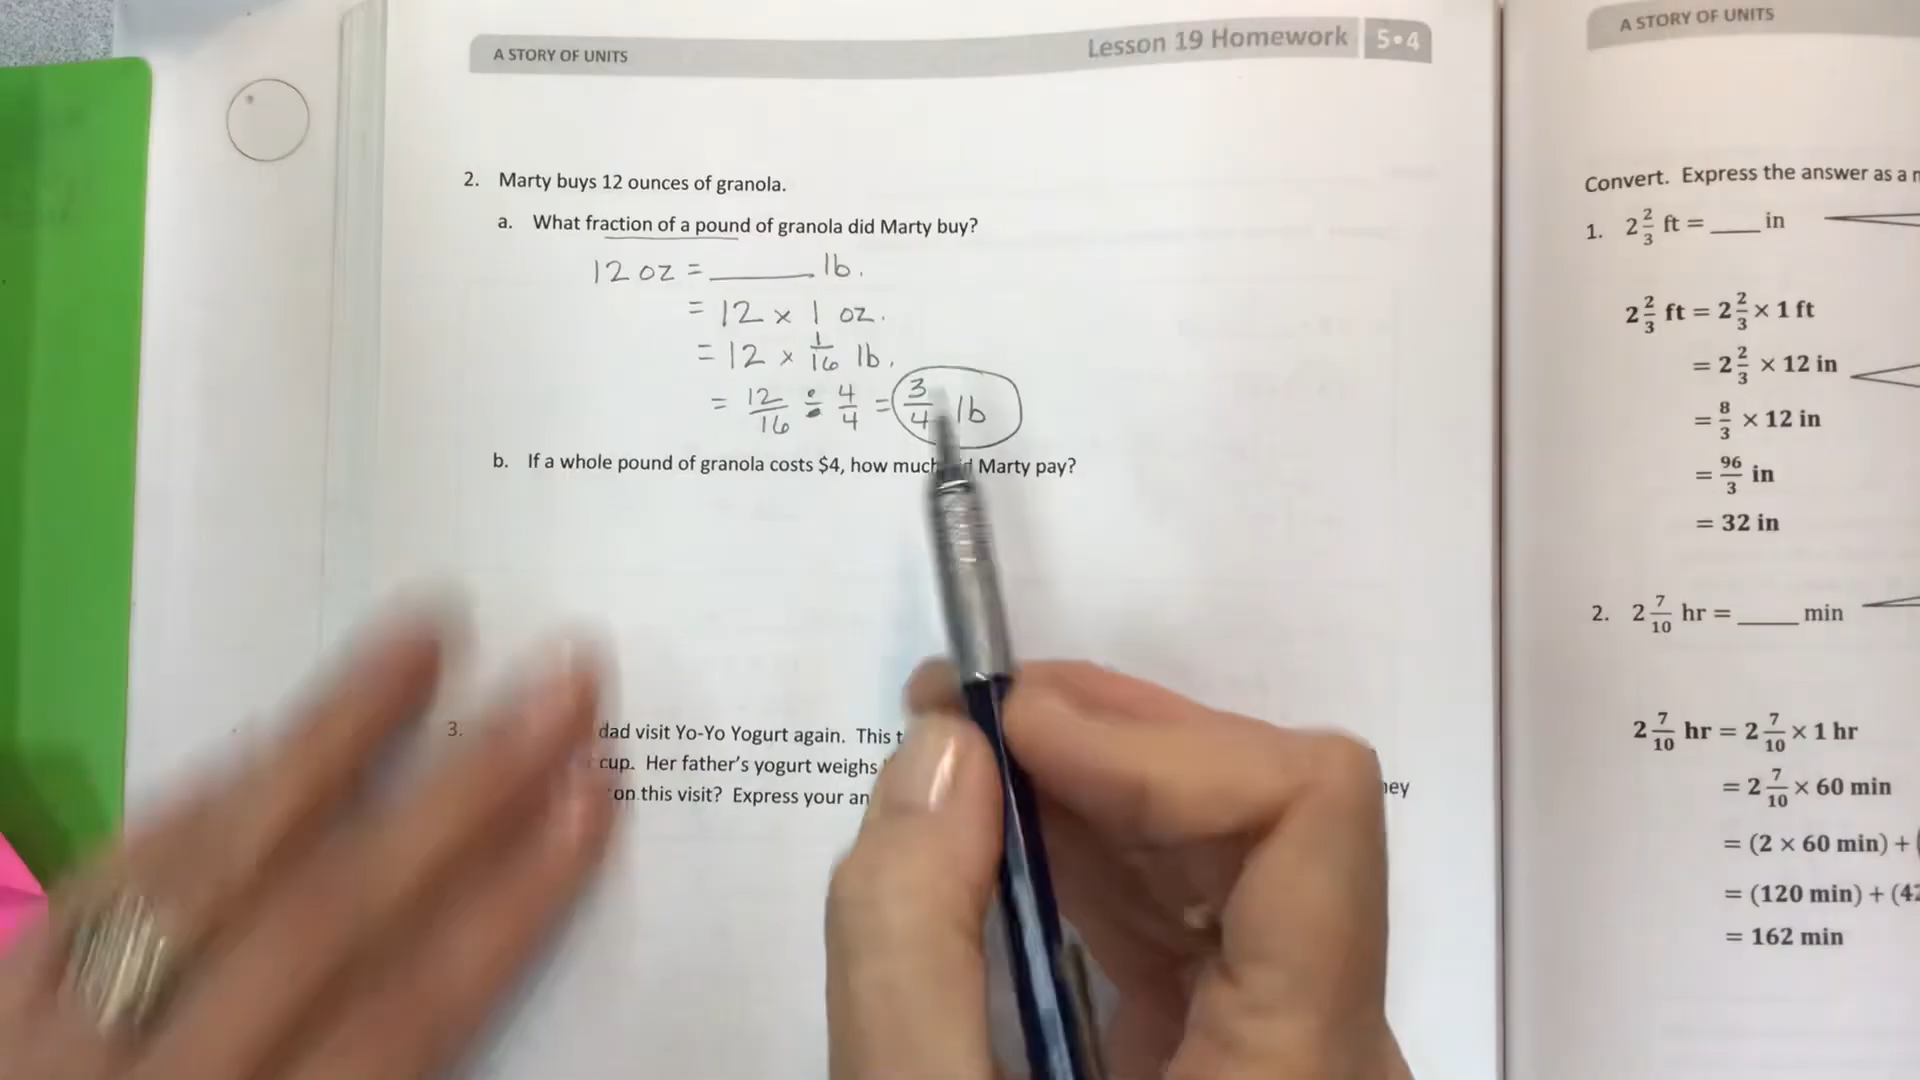 A STORY OF UNITS
Lesson 19 Homework 5•4
2. Marty buys 12 ounces of granola.
a. What fraction of a pound of granola did Marty buy?
12 oz = ______ lb.
= 12 × 1 oz.
= 12 × 1/16 lb.
= 12/16 ÷ 4/4 = 3/4 lb
b. If a whole pound of granola costs $4, how much Marty pay?
3. dad visit Yo-Yo Yogurt again. This
cup. Her father's yogurt weighs
on this visit? Express your
A STORY OF UNITS
Convert. Express the answer as a
1. 2 2/3 ft = ____ in
2 2/3 ft = 2 2/3 × 1 ft
= 2 2/3 × 12 in
= 8/3 × 12 in
= 96/3 in
= 32 in
2. 2 7/10 hr = _____ min
2 7/10 hr = 2 7/10 × 1 hr
= 2 7/10 × 60 min
= (2 × 60 min) +
= (120 min) + (42
= 162 min